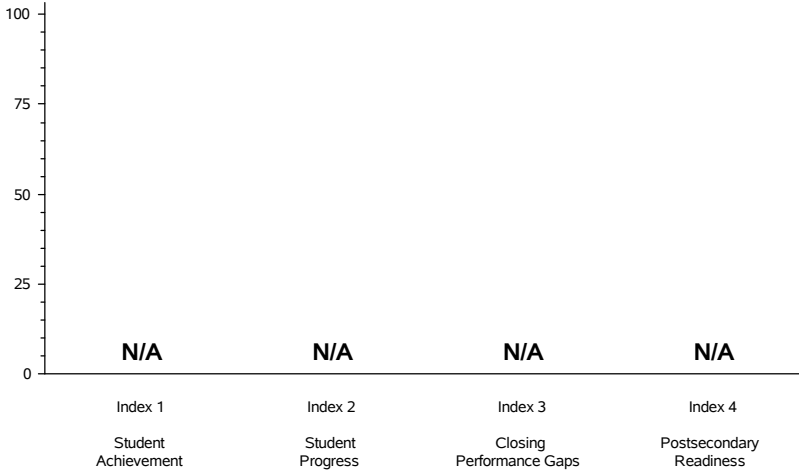 100
75
50
25
0
N/A N/A N/A N/A
Index 1 Index 2 Index 3 Index 4
Student Student Closing Postsecondary
Achievement Progress Performance Gaps Readiness